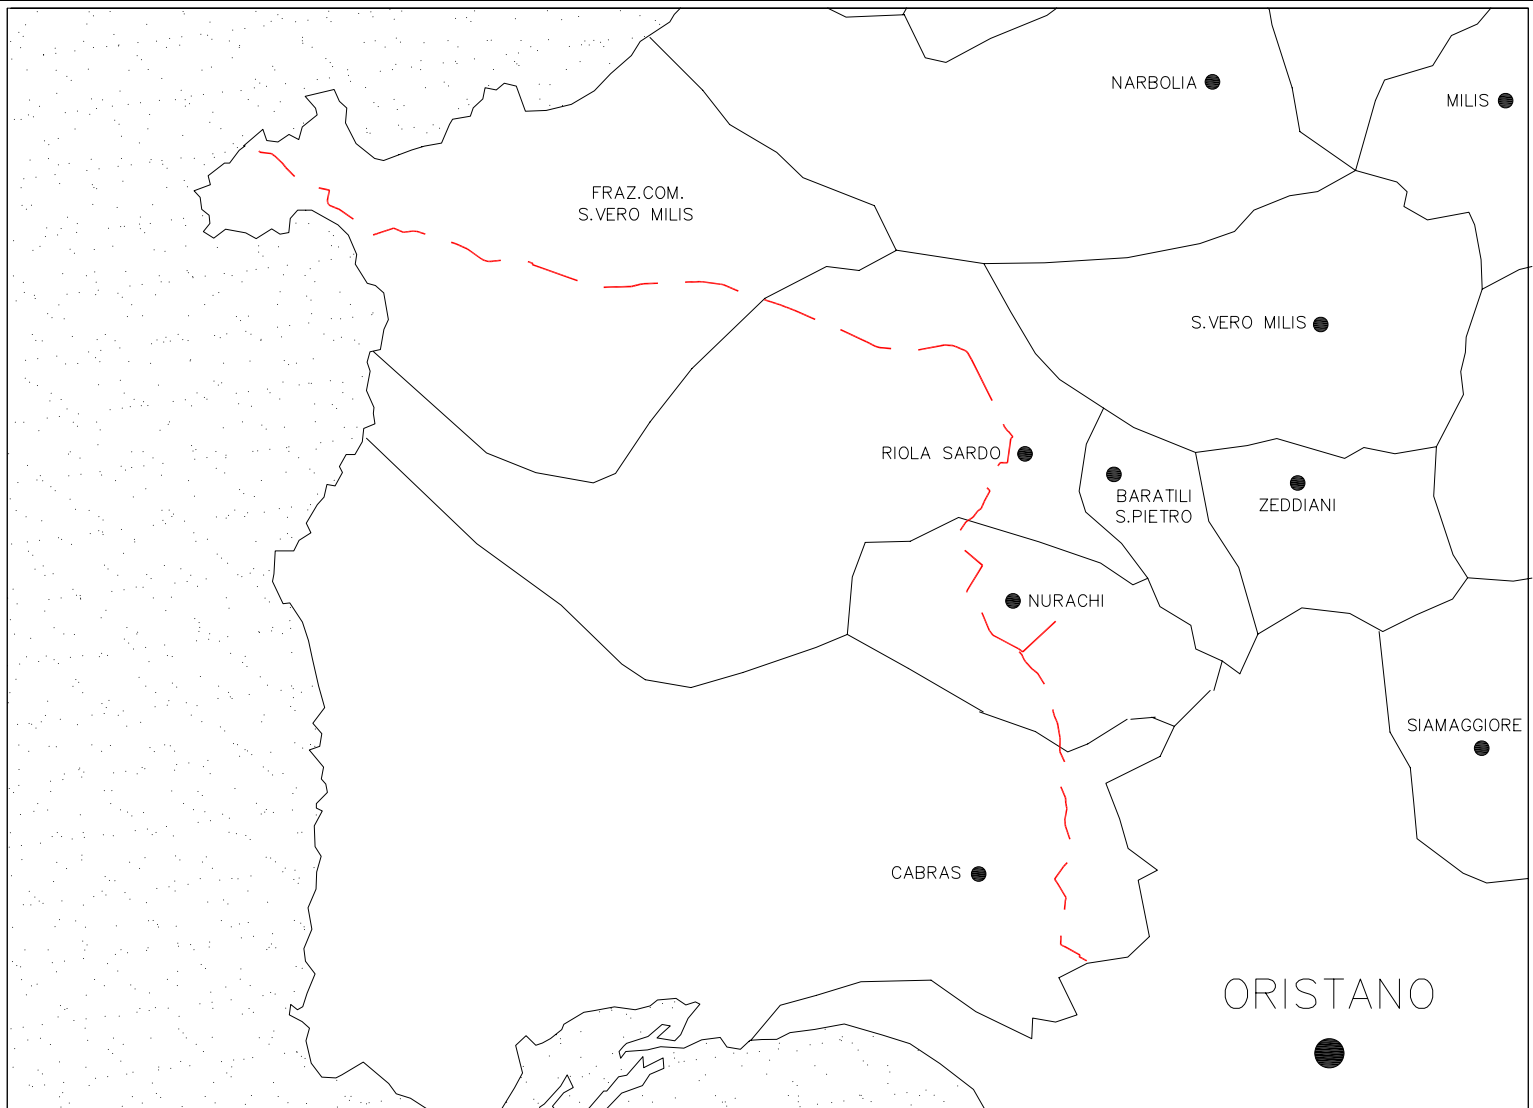 NARBOLIA
MILIS
FRAZ.COM.
S.VERO MILIS
S.VERO MILIS
RIOLA SARDO
BARATILI
S.PIETRO
ZEDDIANI
NURACHI
SIAMAGGIORE
CABRAS
ORISTANO